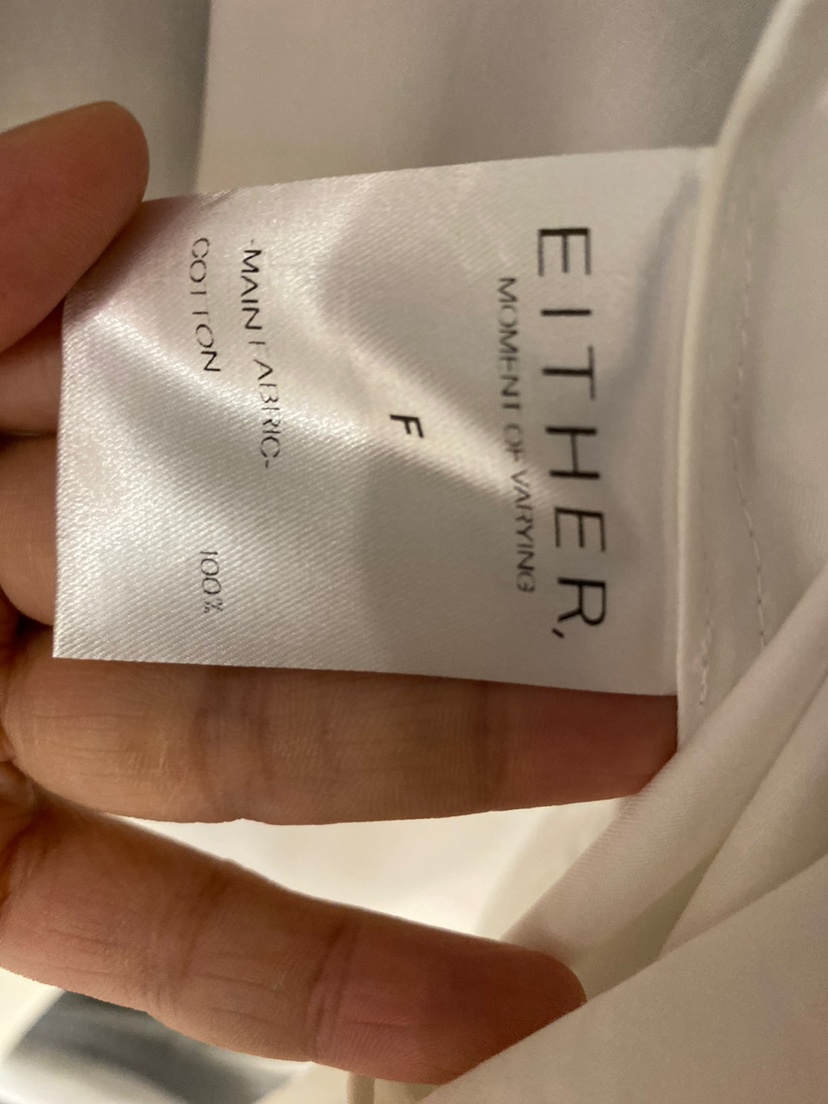 EITHER,
MOMENT OF VARYING
F
-MAIN FABRIC-
COTTON 100%